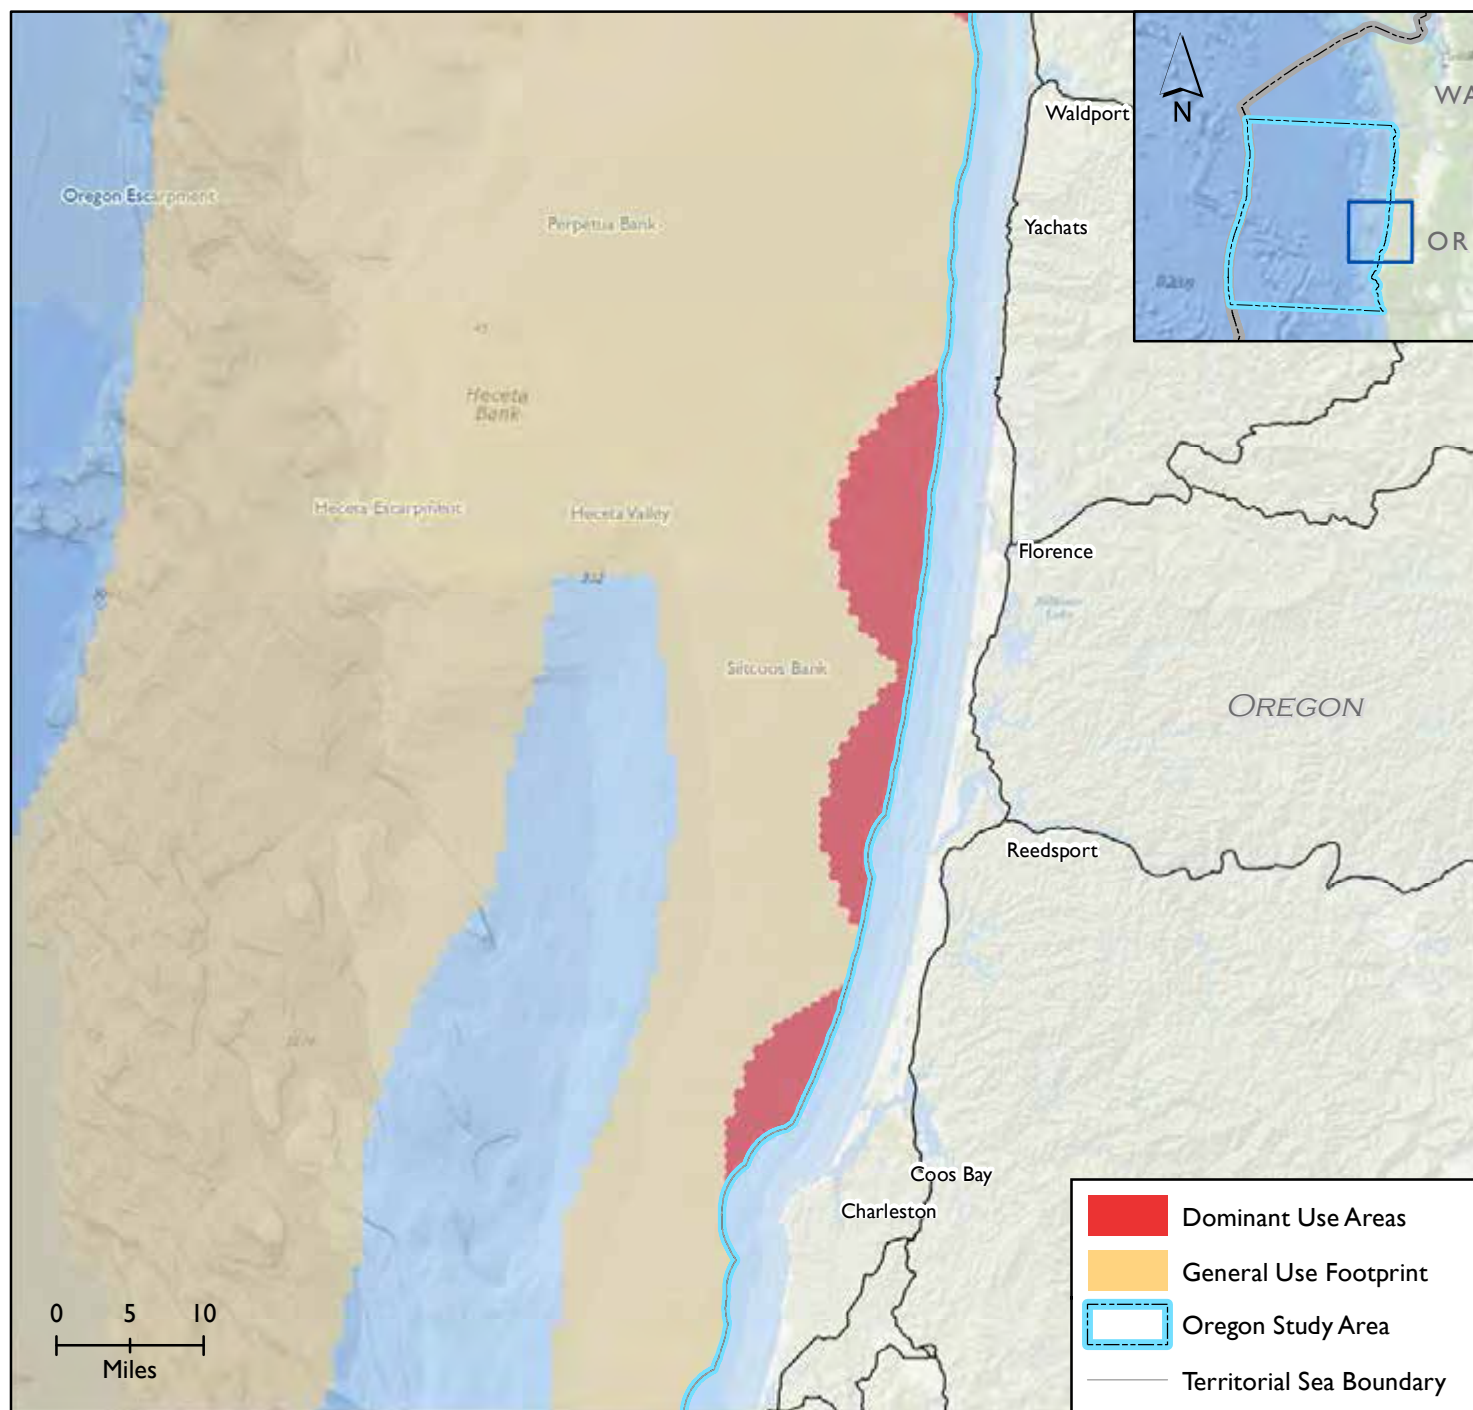 WA
N
Waldport
Oregon Escarpment
Perpetua Bank
Yachats
OR
45
Heceta
Bank
Heceta Escarpment
Heceta Valley
Florence
332
Siltcoos Bank
OREGON
Reedsport
Coos Bay
Charleston
Dominant Use Areas
General Use Footprint
Oregon Study Area
Territorial Sea Boundary
0 5 10
Miles